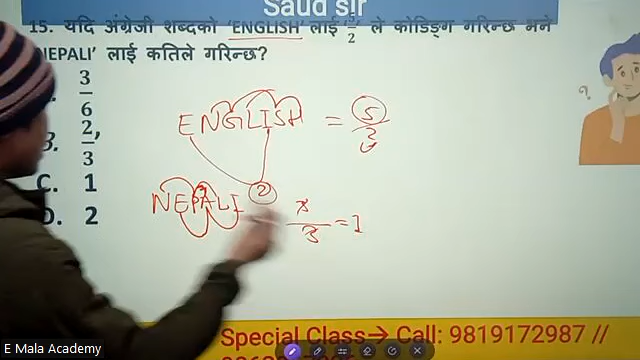 Saud sir
15. यदि अंग्रेजी शब्दको 'ENGLISH' लाई 5/2 ले कोडिङ्ग गरिन्छ भने
NEPALI' लाई कतिले गरिन्छ?
3/6
B. 2/3,
C. 1
D. 2
ENGLISH = 5/2
2
NEPALI
3/3 = 1
?
Special Class→ Call: 9819172987 //
E Mala Academy